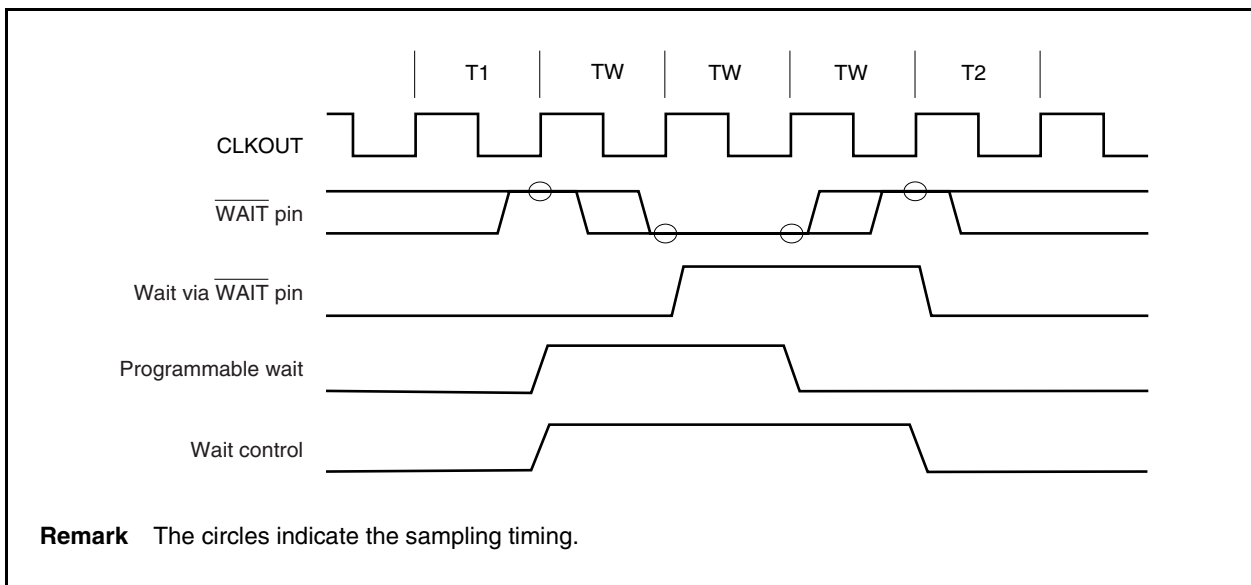 T1 TW TW TW T2
CLKOUT
WAIT pin
Wait via WAIT pin
Programmable wait
Wait control
Remark The circles indicate the sampling timing.